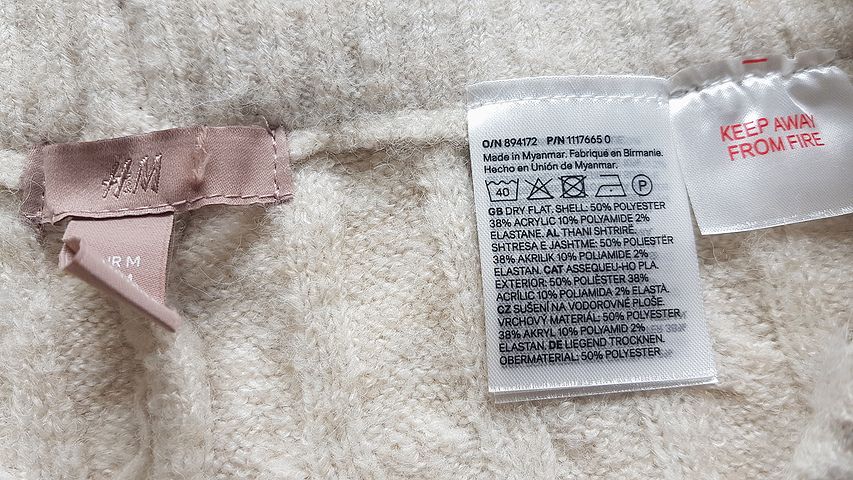 H&M
R M
O/N 894172 P/N 1117665 0
Made in Myanmar. Fabriqué en Birmanie.
Hecho en Unión de Myanmar.
40
P
GB DRY FLAT. SHELL: 50% POLYESTER
38% ACRYLIC 10% POLYAMIDE 2%
ELASTANE. AL THANI SHTRIRË.
SHTRESA E JASHTME: 50% POLIESTËR
38% AKRILIK 10% POLIAMIDE 2%
ELASTAN. CAT ASSEQUEU-HO PLA.
EXTERIOR: 50% POLIÈSTER 38%
ACRÍLIC 10% POLIAMIDA 2% ELASTÀ.
CZ SUŠENÍ NA VODOROVNÉ PLOŠE.
VRCHOVÝ MATERIÁL: 50% POLYESTER
38% AKRYL 10% POLYAMID 2%
ELASTAN. DE LIEGEND TROCKNEN.
OBERMATERIAL: 50% POLYESTER
KEEP AWAY
FROM FIRE